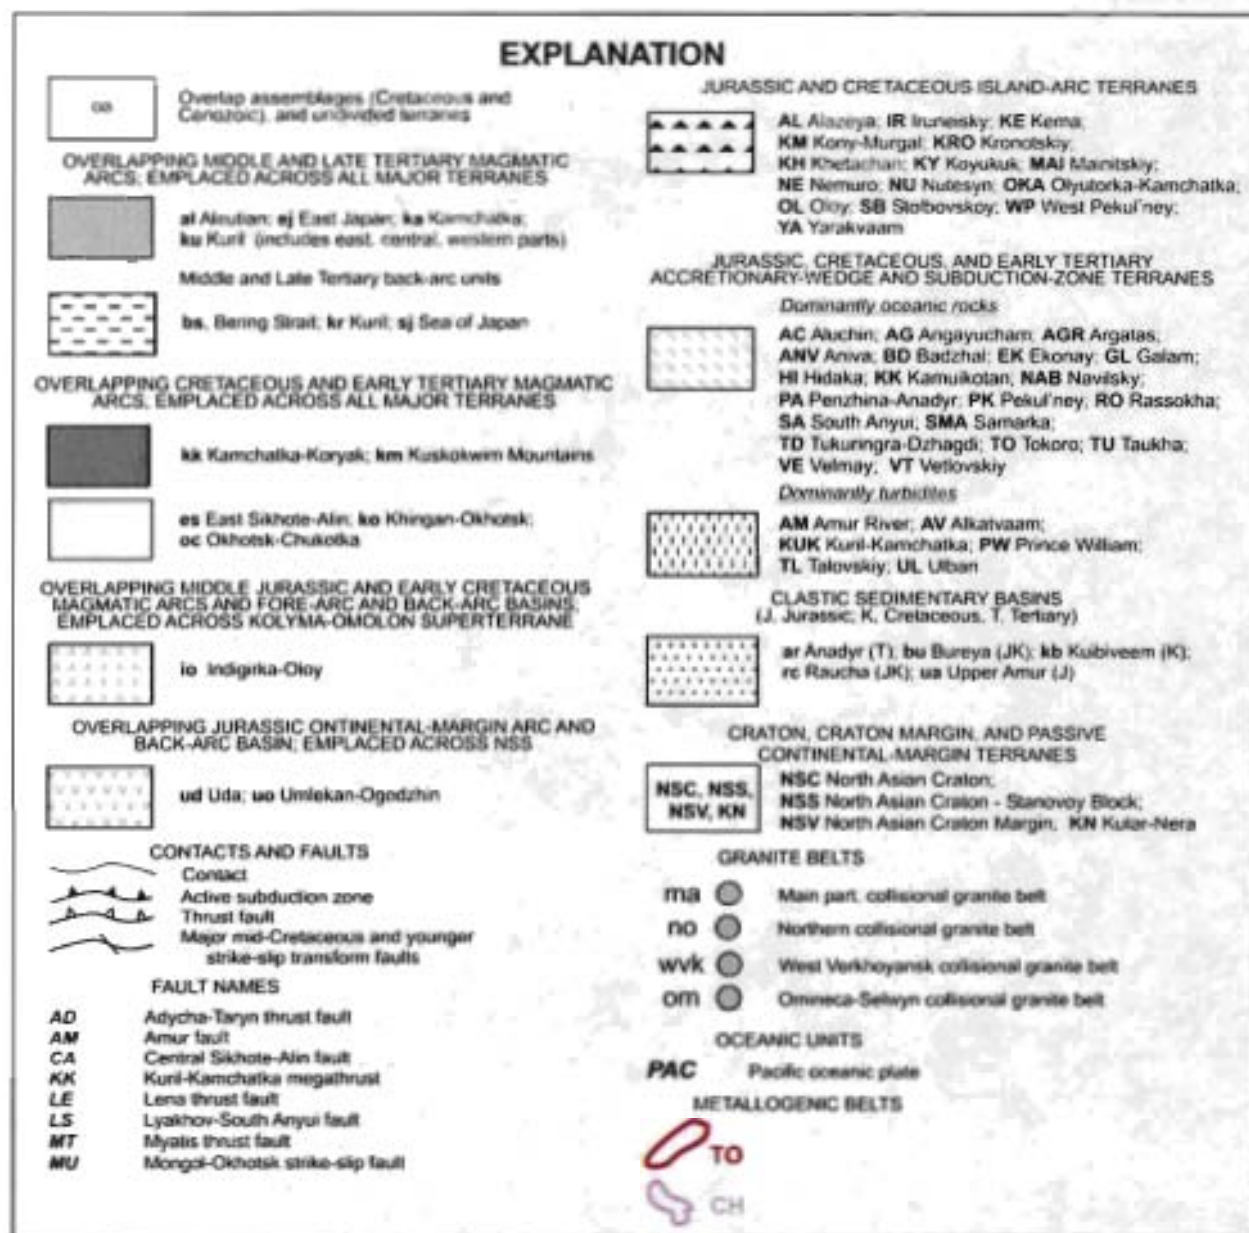 EXPLANATION
oa
Overlap assemblages (Cretaceous and
Cenozoic), and undivided terranes
OVERLAPPING MIDDLE AND LATE TERTIARY MAGMATIC
ARCS; EMPLACED ACROSS ALL MAJOR TERRANES
al Aleutian; ej East Japan; ka Kamchatka;
ku Kuril (includes east, central, western parts)
Middle and Late Tertiary back-arc units
bs, Bering Strait; kr Kuril; sj Sea of Japan
OVERLAPPING CRETACEOUS AND EARLY TERTIARY MAGMATIC
ARCS, EMPLACED ACROSS ALL MAJOR TERRANES
kk Kamchatka-Koryak; km Kuskokwim Mountains
es East Sikhote-Alin; ko Khingan-Okhotsk;
oc Okhotsk-Chukotka
OVERLAPPING MIDDLE JURASSIC AND EARLY CRETACEOUS
MAGMATIC ARCS AND FORE-ARC AND BACK-ARC BASINS;
EMPLACED ACROSS KOLYMA-OMOLON SUPERTERRANE
io Indigirka-Oloy
OVERLAPPING JURASSIC ONTINENTAL-MARGIN ARC AND
BACK-ARC BASIN; EMPLACED ACROSS NSS
ud Uda; uo Umlekan-Ogodzhin
CONTACTS AND FAULTS
Contact
Active subduction zone
Thrust fault
Major mid-Cretaceous and younger
strike-slip transform faults
FAULT NAMES
AD Adycha-Taryn thrust fault
AM Amur fault
CA Central Sikhote-Alin fault
KK Kuril-Kamchatka megathrust
LE Lena thrust fault
LS Lyakhov-South Anyui fault
MT Myatis thrust fault
MU Mongol-Okhotsk strike-slip fault
JURASSIC AND CRETACEOUS ISLAND-ARC TERRANES
AL Alazeya; IR Iruneisky; KE Kema;
KM Kony-Murgal; KRO Kronotskiy;
KH Khetachan; KY Koyukuk; MAI Mainitskiy;
NE Nemuro; NU Nutesyn; OKA Olyutorka-Kamchatka;
OL Oloy; SB Stolbovskoy; WP West Pekul'ney;
YA Yarakvaam
JURASSIC, CRETACEOUS, AND EARLY TERTIARY
ACCRETIONARY-WEDGE AND SUBDUCTION-ZONE TERRANES
Dominantly oceanic rocks
AC Aluchin; AG Angayucham; AGR Argatas;
ANV Aniva; BD Badzhal; EK Ekonay; GL Galam;
HI Hidaka; KK Kamuikotan; NAB Navilsky;
PA Penzhina-Anadyr; PK Pekul'ney; RO Rassokha;
SA South Anyui; SMA Samarka;
TD Tukuringra-Dzhagdi; TO Tokoro; TU Taukha;
VE Velmay; VT Vetlovskiy
Dominantly turbidites
AM Amur River; AV Alkatvaam;
KUK Kuril-Kamchatka; PW Prince William;
TL Talovskiy; UL Ulban
CLASTIC SEDIMENTARY BASINS
(J, Jurassic; K, Cretaceous, T, Tertiary)
ar Anadyr (T); bu Bureya (JK); kb Kuibiveem (K);
rc Raucha (JK); ua Upper Amur (J)
CRATON, CRATON MARGIN, AND PASSIVE
CONTINENTAL-MARGIN TERRANES
NSC, NSS,
NSV, KN
NSC North Asian Craton;
NSS North Asian Craton - Stanovoy Block;
NSV North Asian Craton Margin; KN Kular-Nera
GRANITE BELTS
ma Main part, collisional granite belt
no Northern collisional granite belt
wvk West Verkhoyansk collisional granite belt
om Omineca-Selwyn collisional granite belt
OCEANIC UNITS
PAC Pacific oceanic plate
METALLOGENIC BELTS
TO
CH